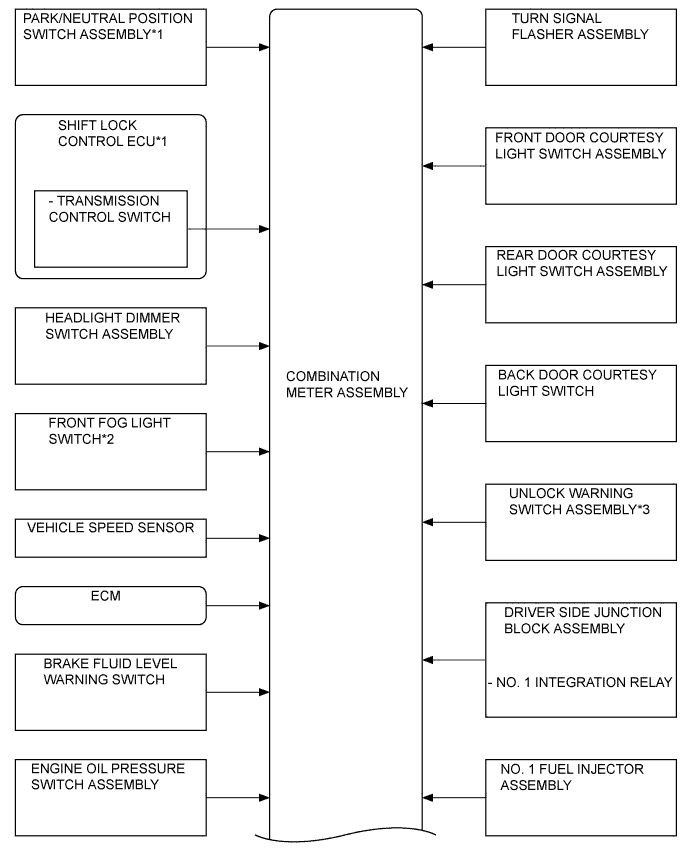 PARK/NEUTRAL POSITION
SWITCH ASSEMBLY*1
SHIFT LOCK
CONTROL ECU*1
- TRANSMISSION
CONTROL SWITCH
HEADLIGHT DIMMER
SWITCH ASSEMBLY
FRONT FOG LIGHT
SWITCH*2
VEHICLE SPEED SENSOR
ECM
BRAKE FLUID LEVEL
WARNING SWITCH
ENGINE OIL PRESSURE
SWITCH ASSEMBLY
COMBINATION
METER ASSEMBLY
TURN SIGNAL
FLASHER ASSEMBLY
FRONT DOOR COURTESY
LIGHT SWITCH ASSEMBLY
REAR DOOR COURTESY
LIGHT SWITCH ASSEMBLY
BACK DOOR COURTESY
LIGHT SWITCH
UNLOCK WARNING
SWITCH ASSEMBLY*3
DRIVER SIDE JUNCTION
BLOCK ASSEMBLY
- NO. 1 INTEGRATION RELAY
NO. 1 FUEL INJECTOR
ASSEMBLY